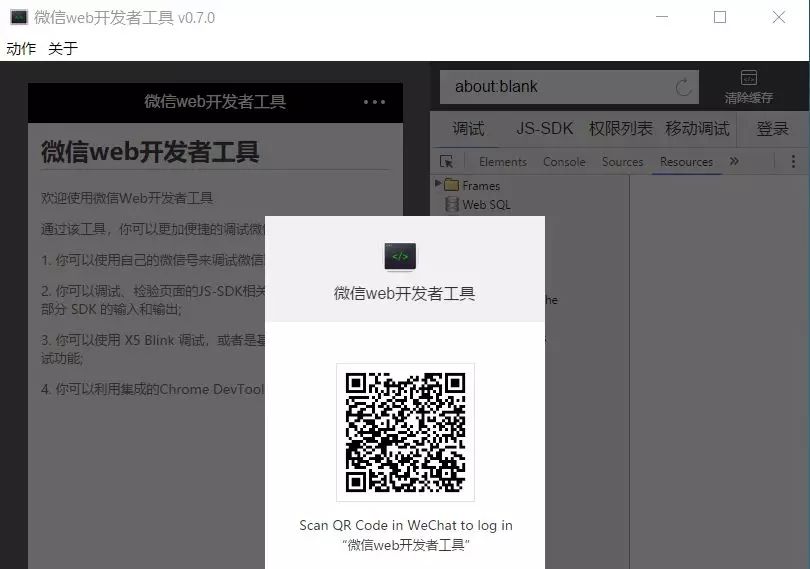 微信web开发者工具 v0.7.0
动作 关于
微信web开发者工具
about:blank
清除缓存
调试 JS-SDK 权限列表 移动调试 登录
Elements Console Sources Resources »
Frames
Web SQL
he
微信web开发者工具
欢迎使用微信Web开发者工具
通过该工具，你可以更加便捷的调试微
1. 你可以使用自己的微信号来调试微信
2. 你可以调试、检验页面的JS-SDK相关
部分 SDK 的输入和输出;
3. 你可以使用 X5 Blink 调试，或者是
试功能;
4. 你可以利用集成的Chrome DevTool
</>
微信web开发者工具
Scan QR Code in WeChat to log in
“微信web开发者工具”